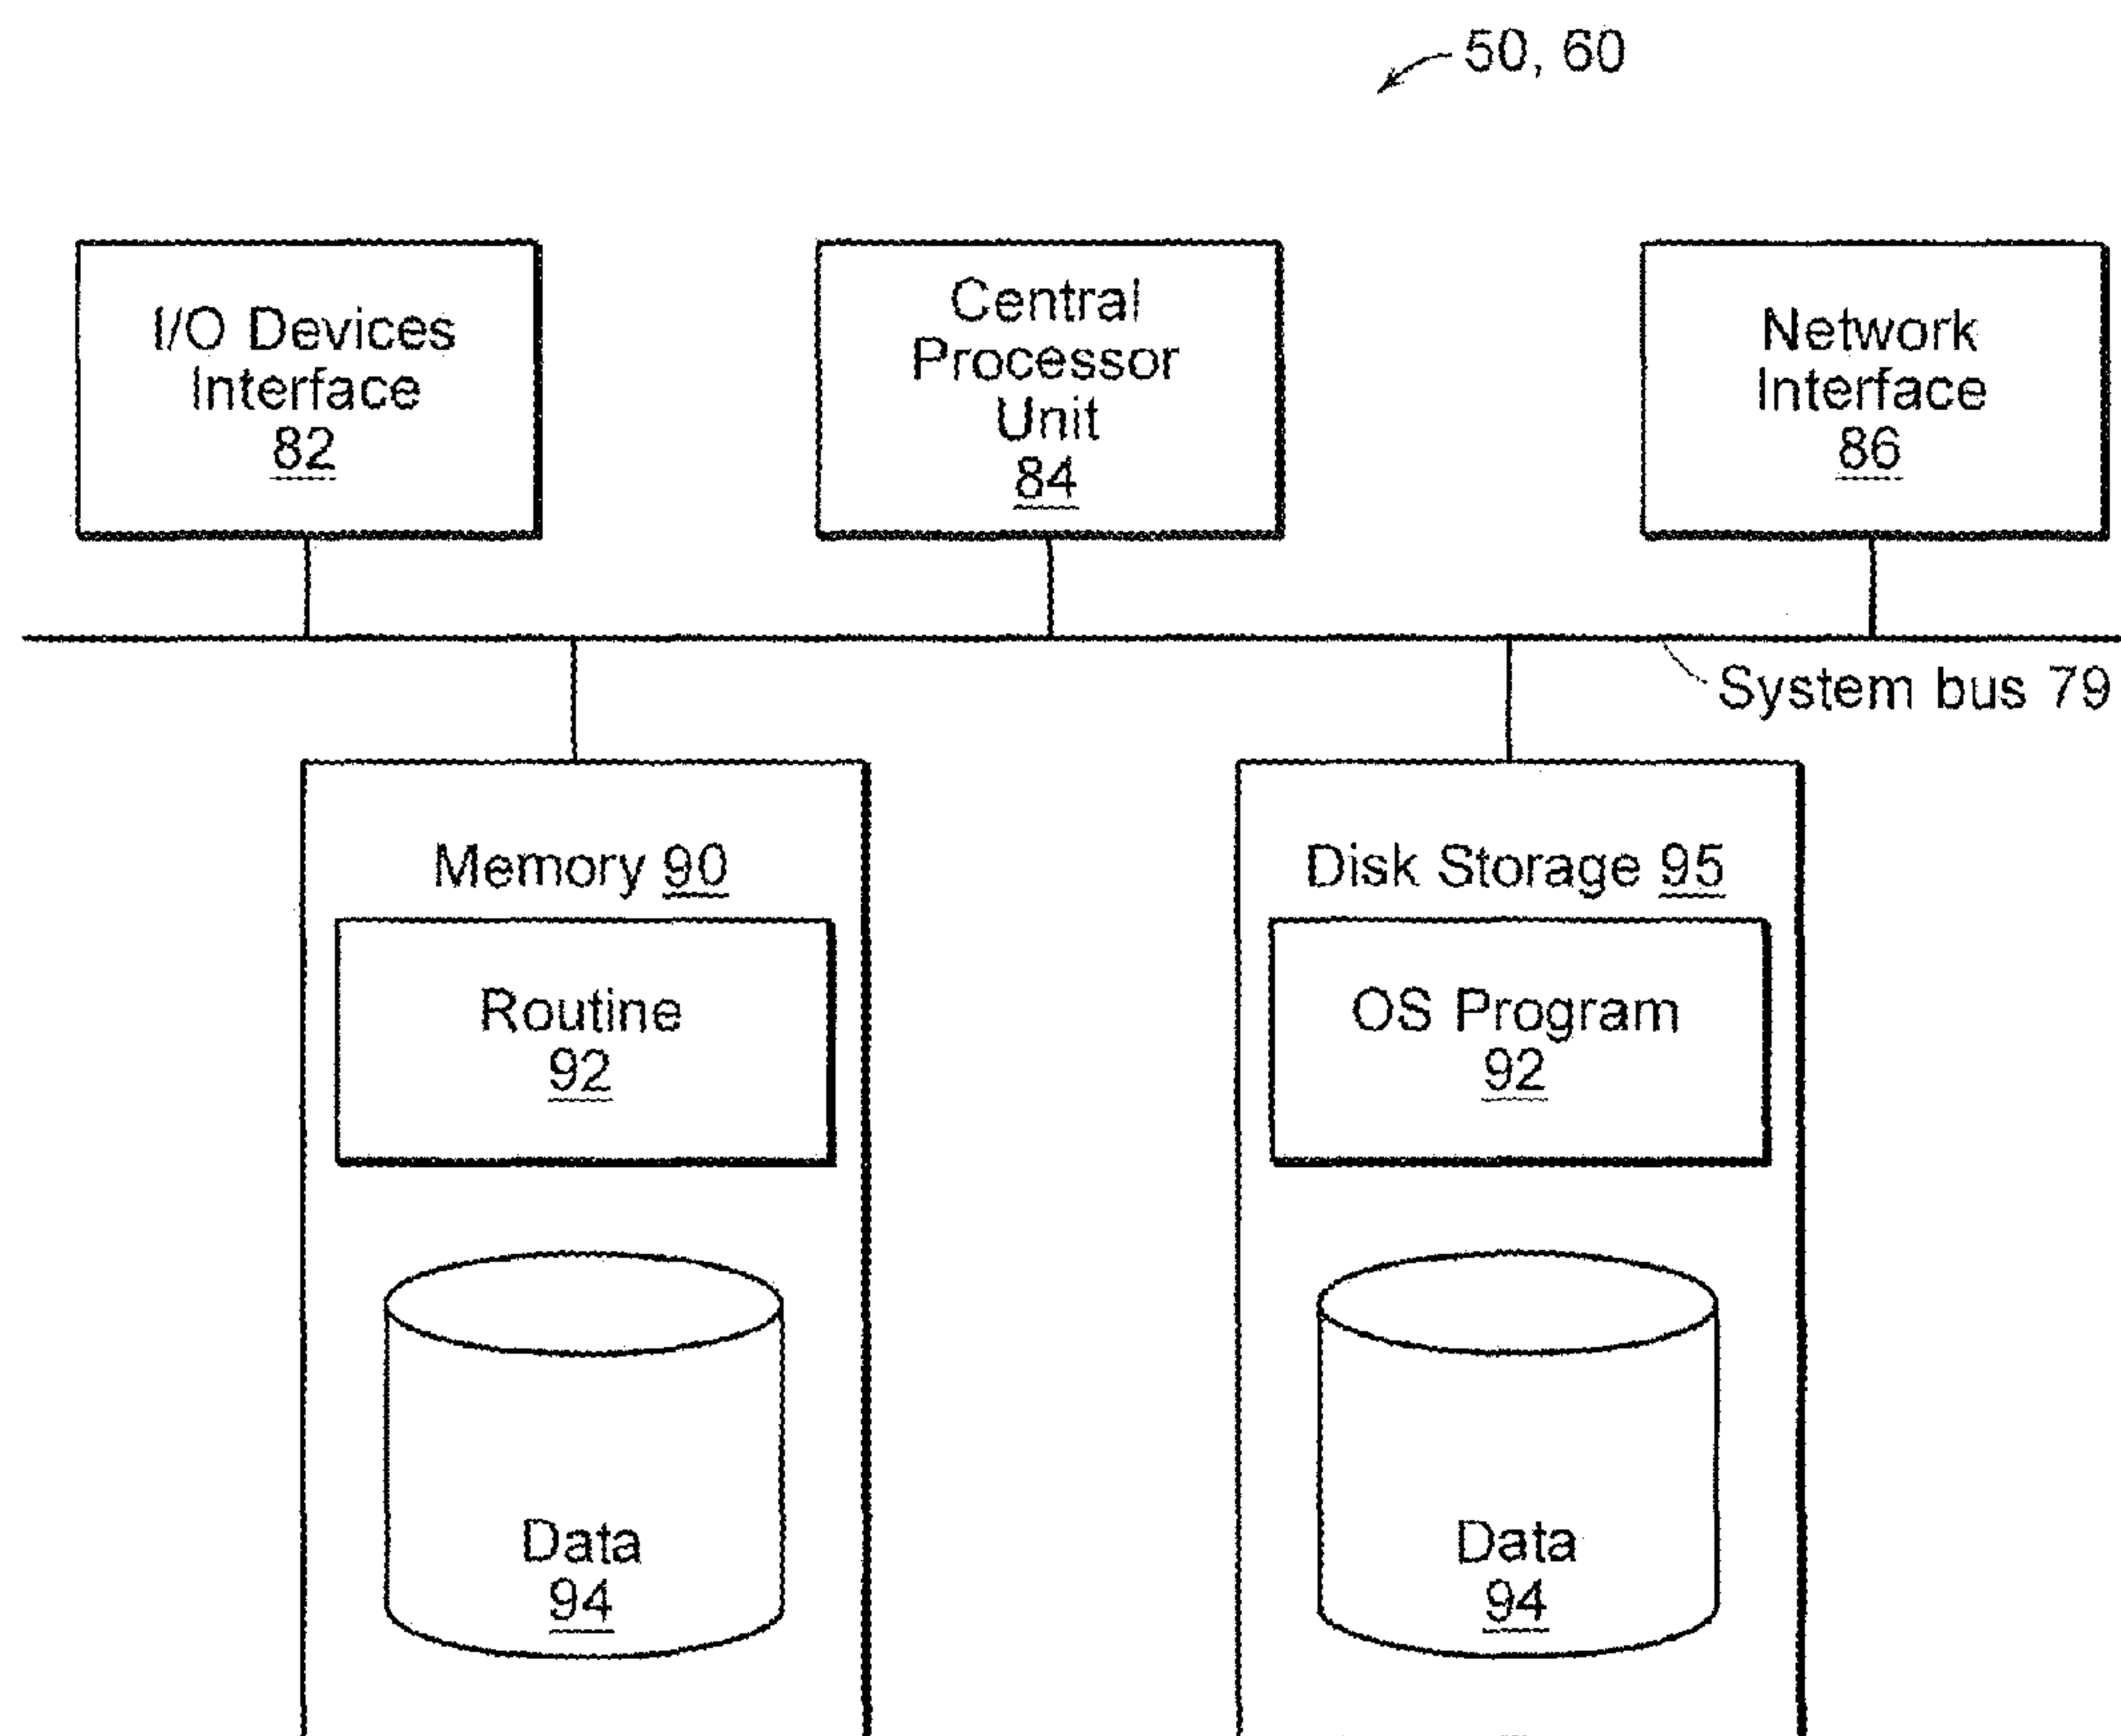 50, 60
I/O Devices
Interface
82
Central
Processor
Unit
84
Network
Interface
86
System bus 79
Memory 90
Routine
92
Data
94
Disk Storage 95
OS Program
92
Data
94